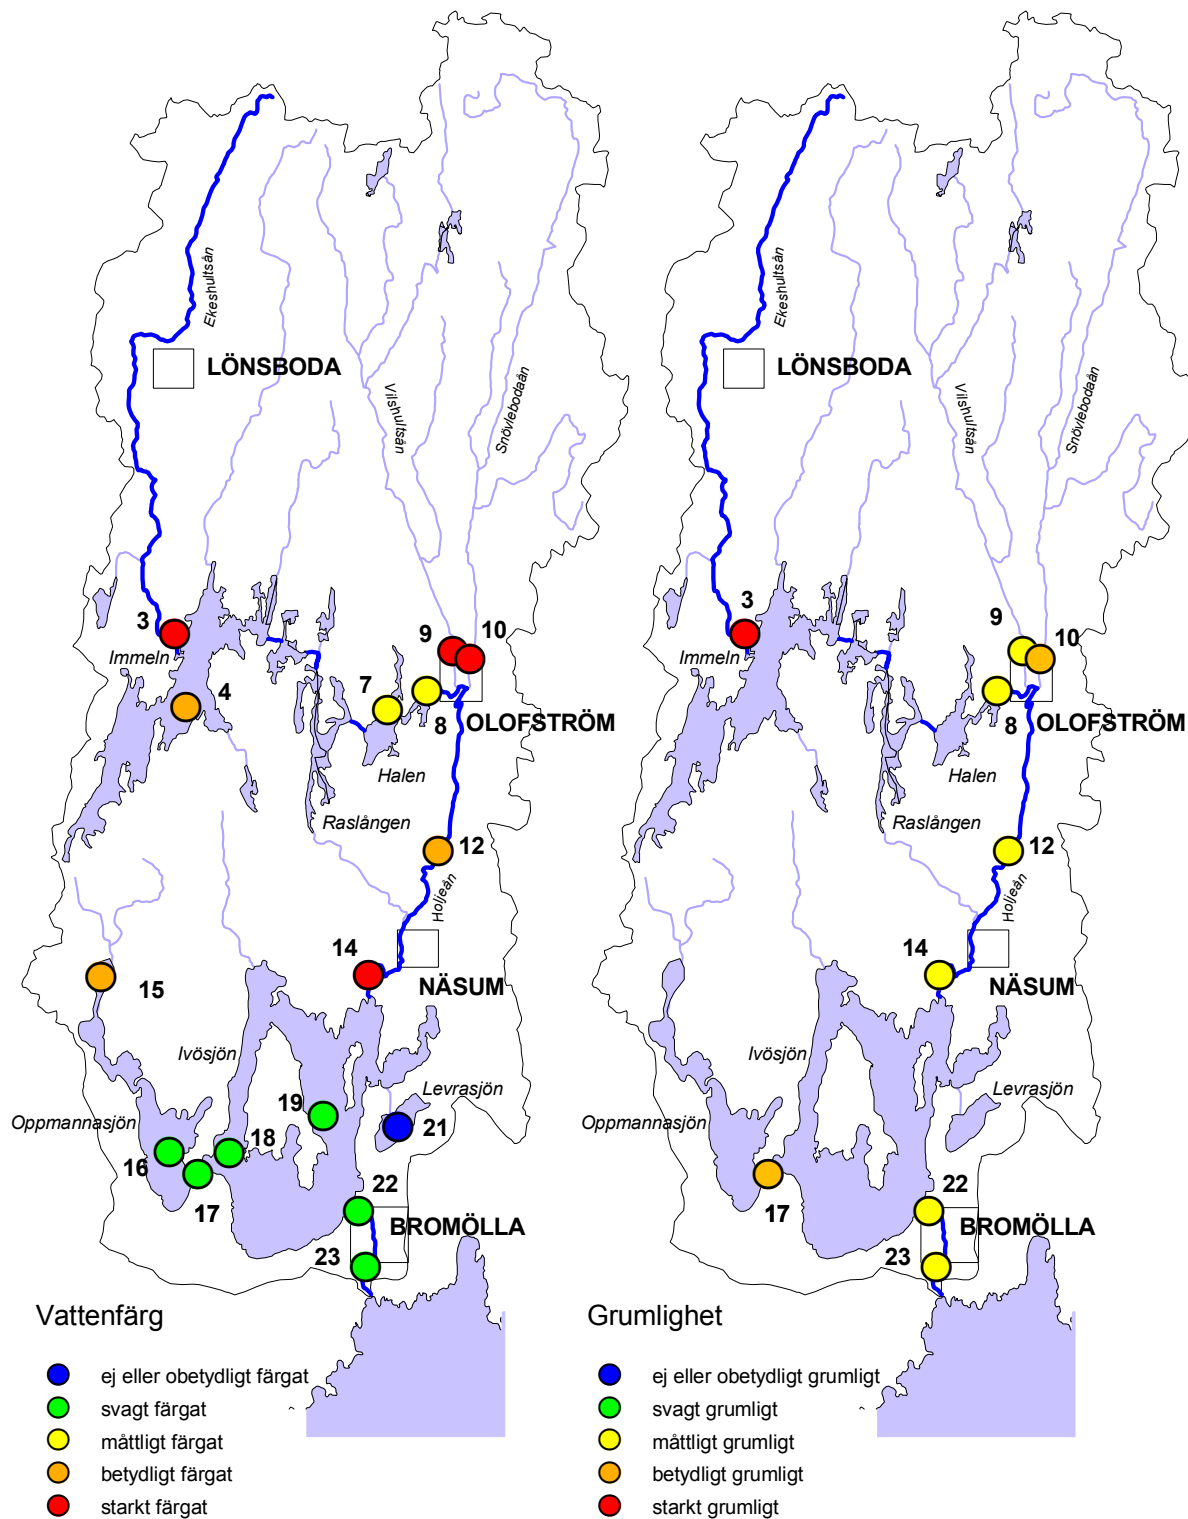 Ekeshultsån
LÖNSBODA
Vilshultsån
Snövlebodaån
3
Immeln
4
7
8
9
10
OLOFSTRÖM
Halen
Raslången
12
Holjeån
14
NÄSUM
15
Ivösjön
Levrasjön
Oppmannasjön
19
21
18
16
17
22
BROMÖLLA
23
Vattenfärg
ej eller obetydligt färgat
svagt färgat
måttligt färgat
betydligt färgat
starkt färgat
Ekeshultsån
LÖNSBODA
Vilshultsån
Snövlebodaån
3
Immeln
9
10
8
OLOFSTRÖM
Halen
Raslången
12
Holjeån
14
NÄSUM
Ivösjön
Levrasjön
Oppmannasjön
17
22
BROMÖLLA
23
Grumlighet
ej eller obetydligt grumligt
svagt grumligt
måttligt grumligt
betydligt grumligt
starkt grumligt